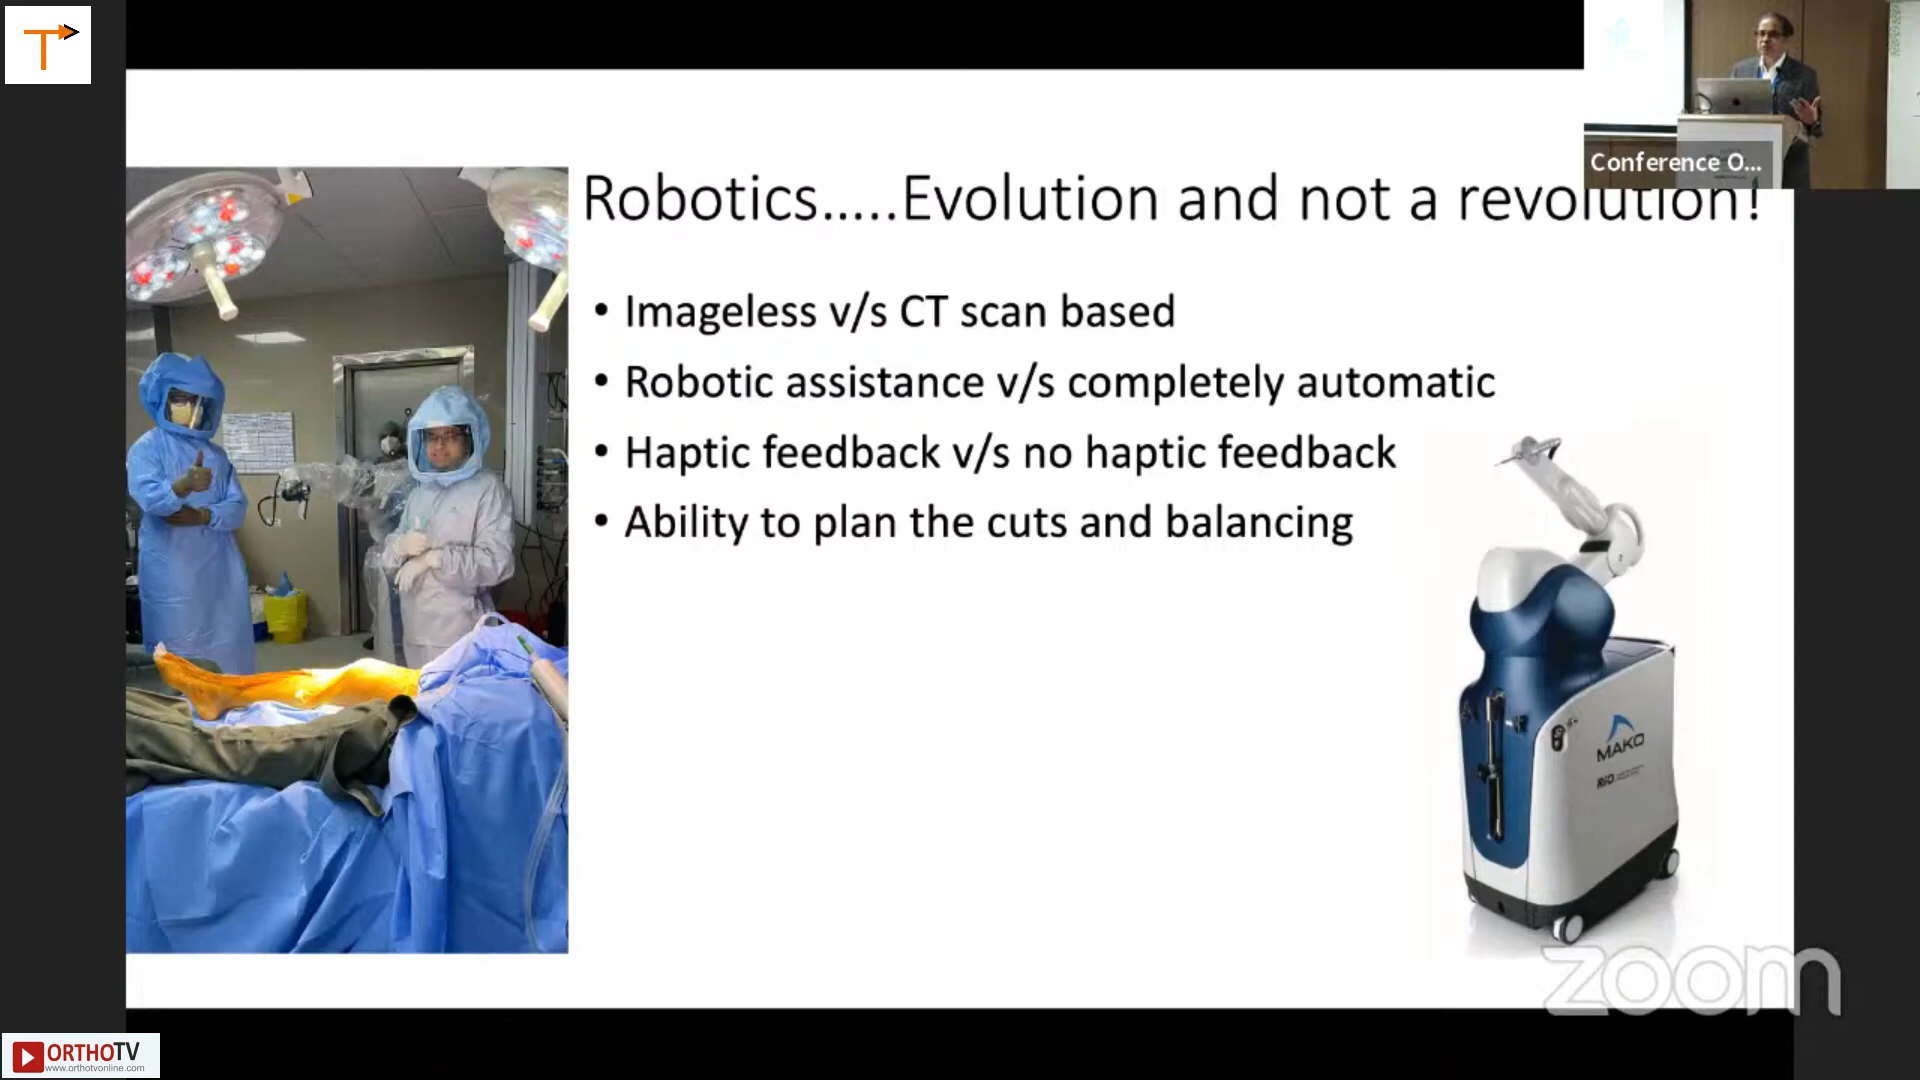 T
Conference O...
Robotics.....Evolution and not a revolution!
• Imageless v/s CT scan based
• Robotic assistance v/s completely automatic
• Haptic feedback v/s no haptic feedback
• Ability to plan the cuts and balancing
MAKO
RIO
zoom
ORTHOTV
www.orthotvonline.com